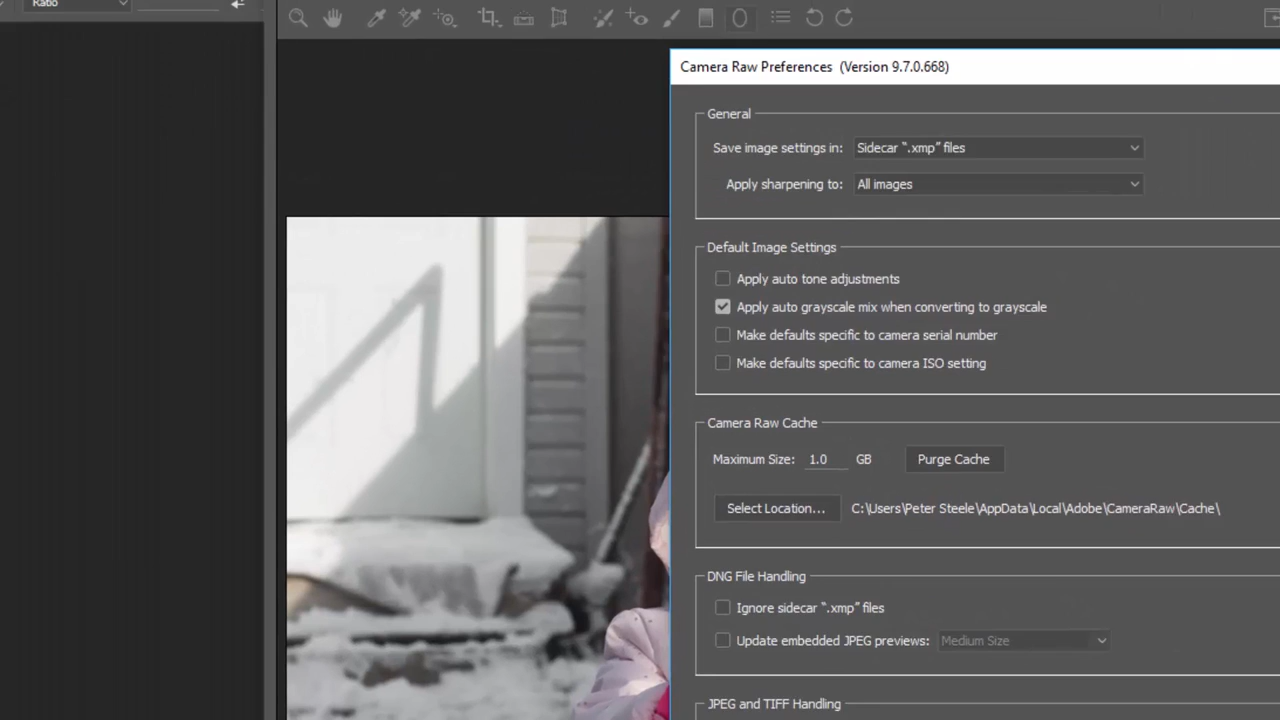 Ratio
Camera Raw Preferences (Version 9.7.0.668)
General
Save image settings in: Sidecar “.xmp” files
Apply sharpening to: All images
Default Image Settings
Apply auto tone adjustments
Apply auto grayscale mix when converting to grayscale
Make defaults specific to camera serial number
Make defaults specific to camera ISO setting
Camera Raw Cache
Maximum Size: 1.0 GB Purge Cache
Select Location... C:\Users\Peter Steele\AppData\Local\Adobe\CameraRaw\Cache\
DNG File Handling
Ignore sidecar “.xmp” files
Update embedded JPEG previews: Medium Size
JPEG and TIFF Handling